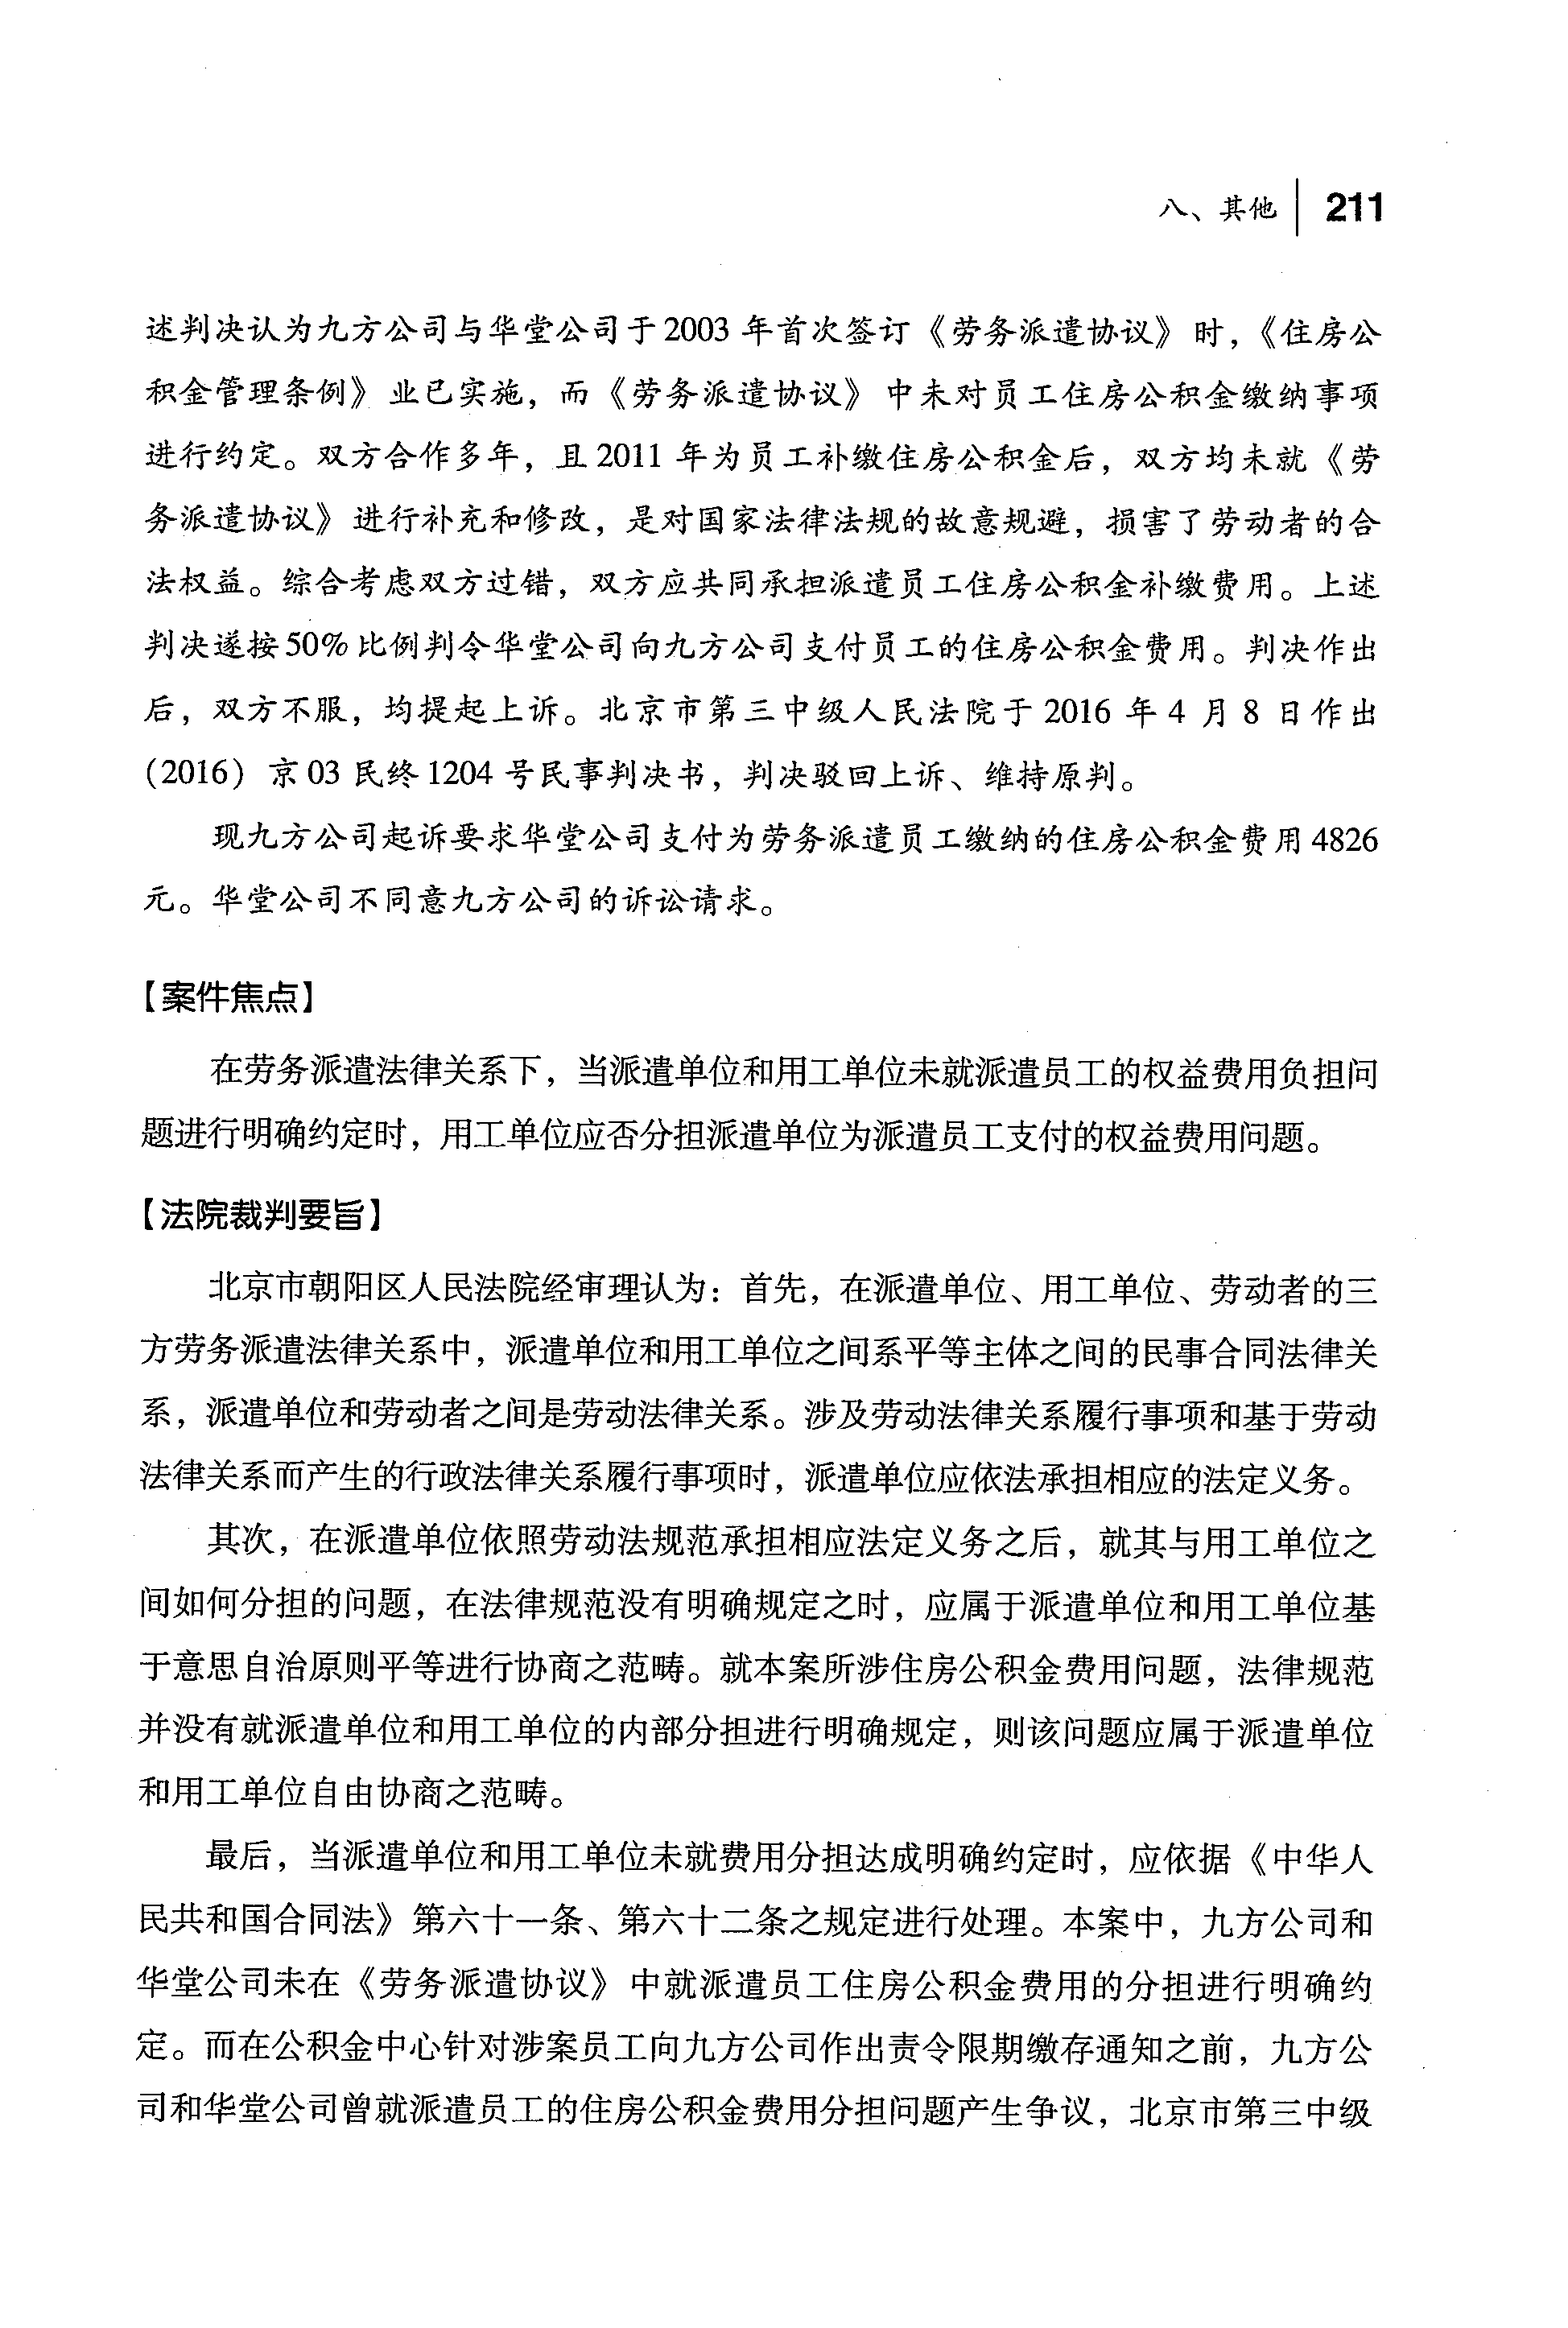 八、其他 211
述判决认为九方公司与华堂公司于2003年首次签订《劳务派遣协议》时，《住房公
积金管理条例》业已实施，而《劳务派遣协议》中未对员工住房公积金缴纳事项
进行约定。双方合作多年，且2011年为员工补缴住房公积金后，双方均未就《劳
务派遣协议》进行补充和修改，是对国家法律法规的故意规避，损害了劳动者的合
法权益。综合考虑双方过错，双方应共同承担派遣员工住房公积金补缴费用。上述
判决遂按50%比例判令华堂公司向九方公司支付员工的住房公积金费用。判决作出
后，双方不服，均提起上诉。北京市第三中级人民法院于2016年4月8日作出
（2016）京03民终1204号民事判决书，判决驳回上诉、维持原判。
现九方公司起诉要求华堂公司支付为劳务派遣员工缴纳的住房公积金费用4826
元。华堂公司不同意九方公司的诉讼请求。
【案件焦点】
在劳务派遣法律关系下，当派遣单位和用工单位未就派遣员工的权益费用负担问
题进行明确约定时，用工单位应否分担派遣单位为派遣员工支付的权益费用问题。
【法院裁判要旨】
北京市朝阳区人民法院经审理认为：首先，在派遣单位、用工单位、劳动者的三
方劳务派遣法律关系中，派遣单位和用工单位之间系平等主体之间的民事合同法律关
系，派遣单位和劳动者之间是劳动法律关系。涉及劳动法律关系履行事项和基于劳动
法律关系而产生的行政法律关系履行事项时，派遣单位应依法承担相应的法定义务。
其次，在派遣单位依照劳动法规范承担相应法定义务之后，就其与用工单位之
间如何分担的问题，在法律规范没有明确规定之时，应属于派遣单位和用工单位基
于意思自治原则平等进行协商之范畴。就本案所涉住房公积金费用问题，法律规范
并没有就派遣单位和用工单位的内部分担进行明确规定，则该问题应属于派遣单位
和用工单位自由协商之范畴。
最后，当派遣单位和用工单位未就费用分担达成明确约定时，应依据《中华人
民共和国合同法》第六十一条、第六十二条之规定进行处理。本案中，九方公司和
华堂公司未在《劳务派遣协议》中就派遣员工住房公积金费用的分担进行明确约
定。而在公积金中心针对涉案员工向九方公司作出责令限期缴存通知之前，九方公
司和华堂公司曾就派遣员工的住房公积金费用分担问题产生争议，北京市第三中级